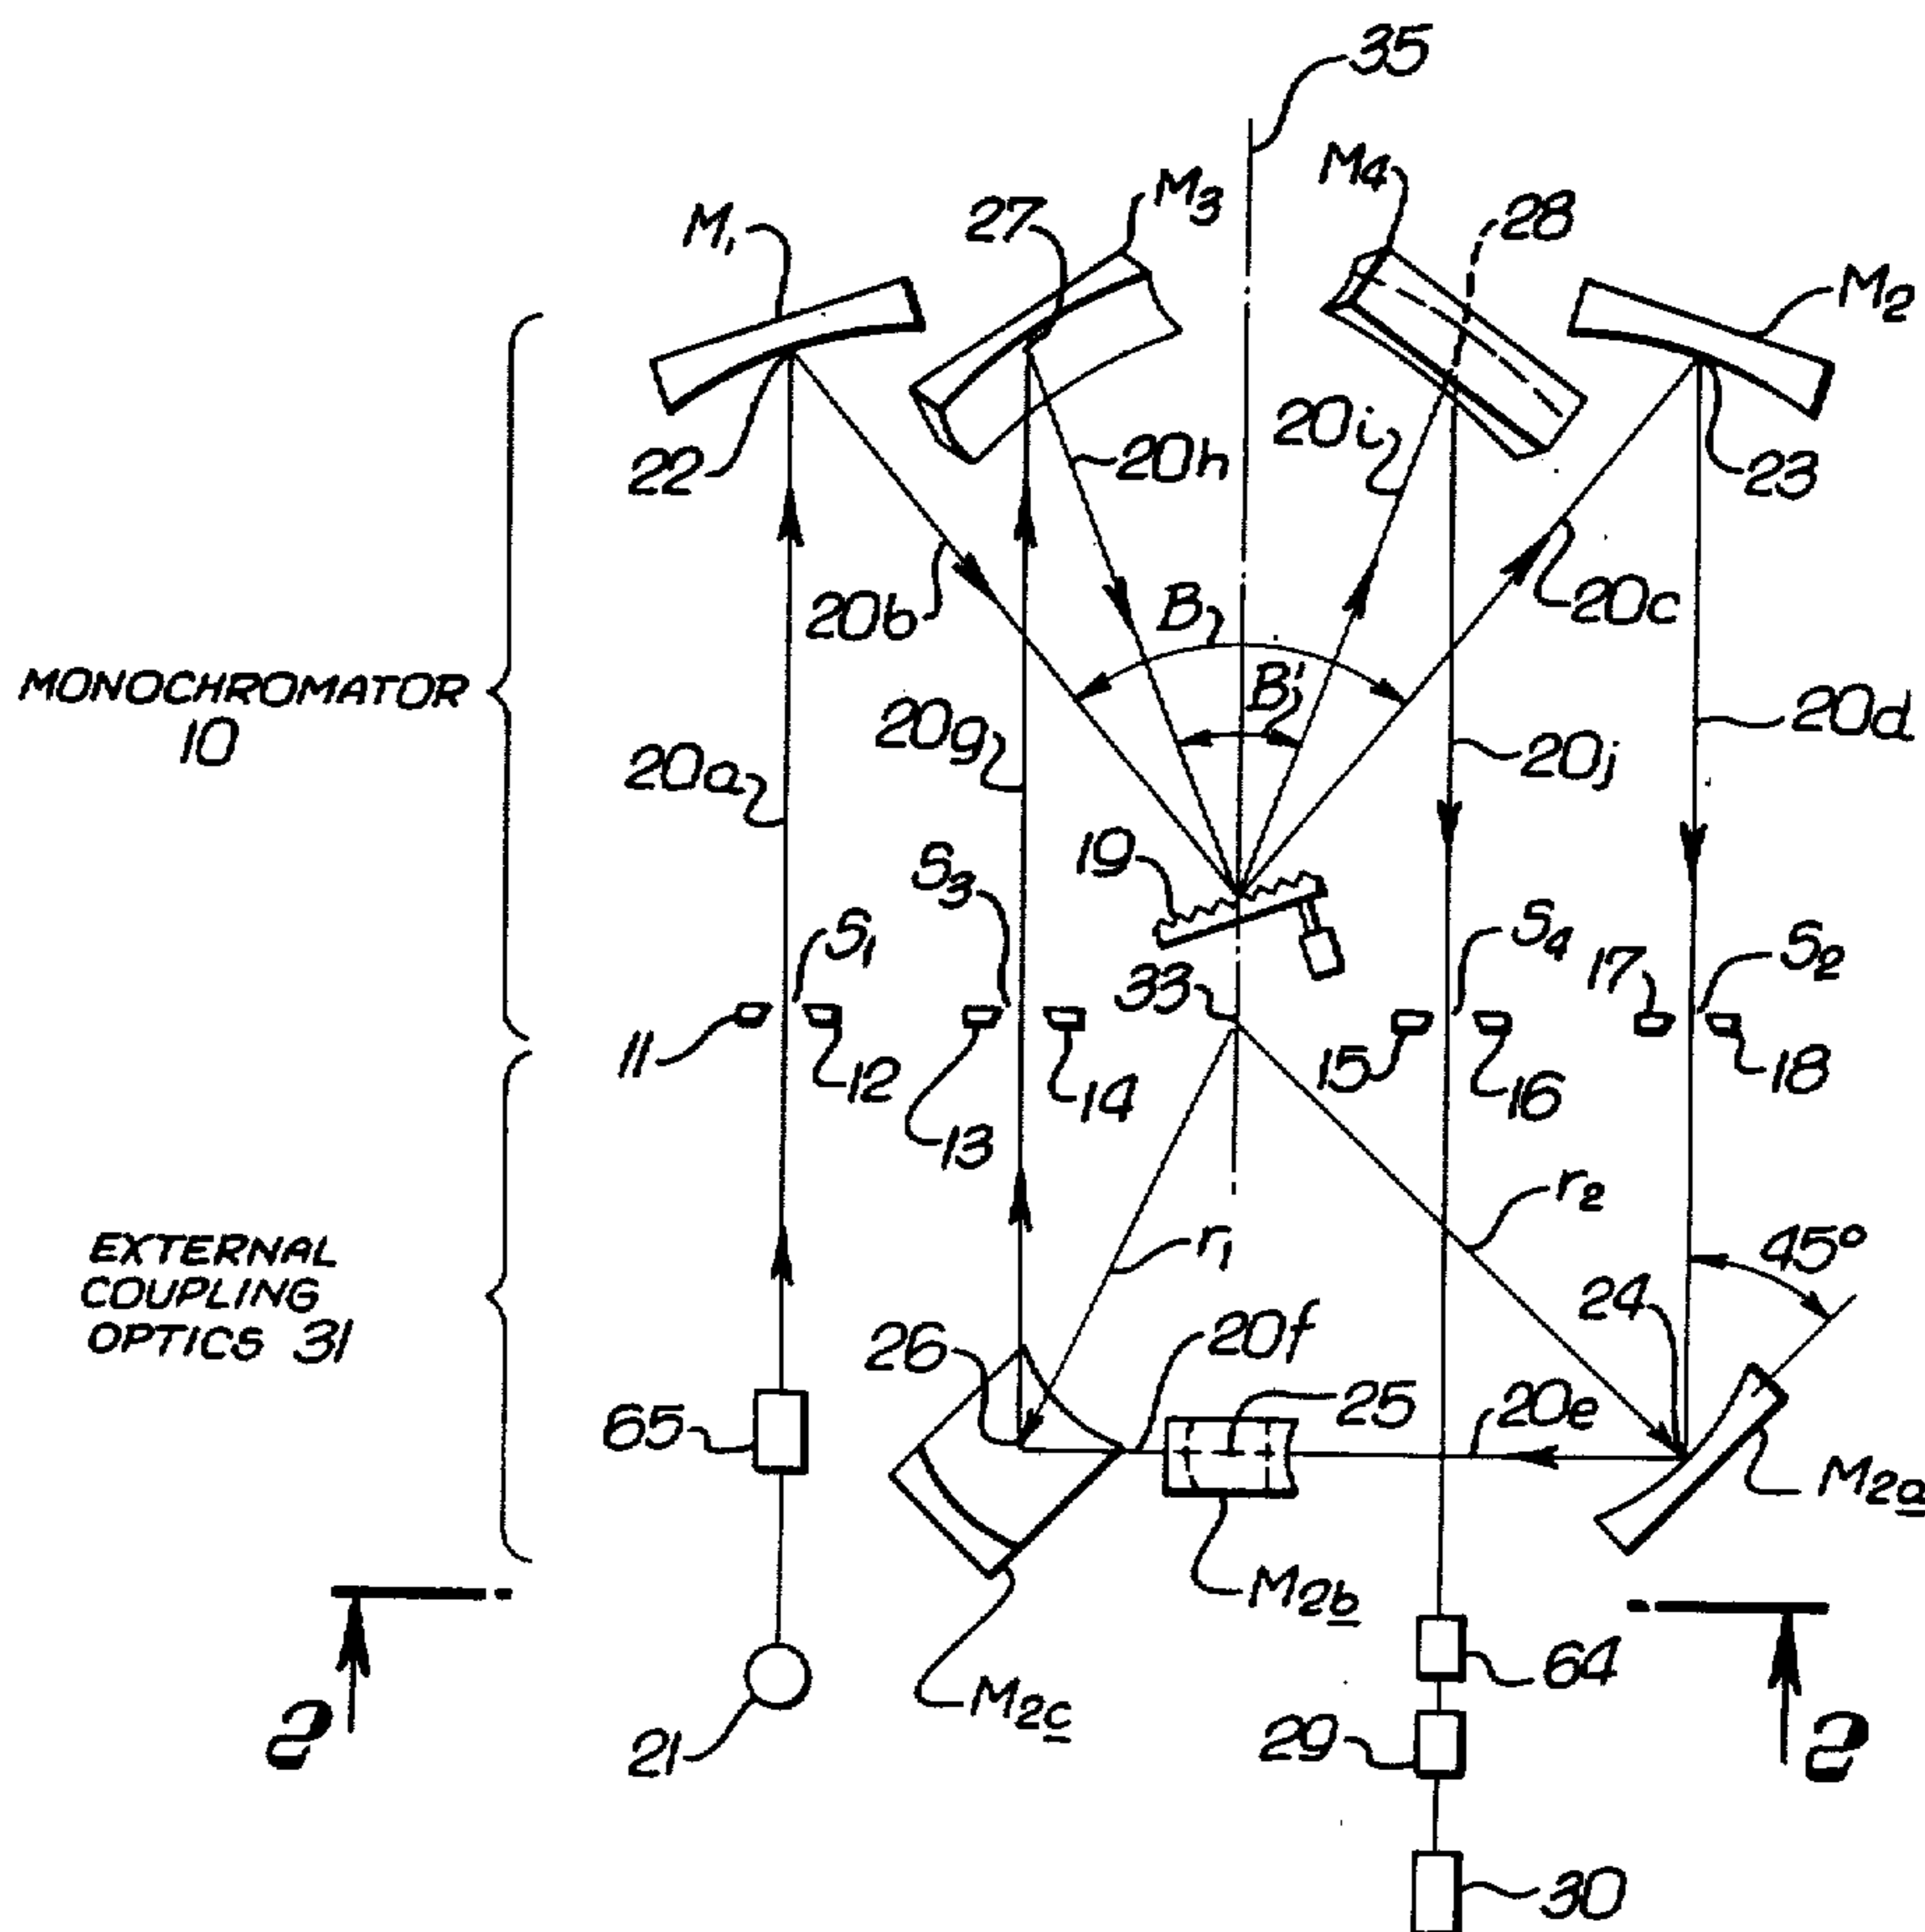 35
M1
27
M3
M4
28
M2
22
20h
20i
23
20b
B
B'
20c
MONOCHROMATOR
10
20a
20g
20j
20d
19
S3
S1
33
S4
17
S2
11
12
13
14
15
16
18
r1
r2
45°
EXTERNAL
COUPLING
OPTICS 31
26
20f
24
65
25
20e
M2a
M2b
M2c
2
21
64
29
2
30